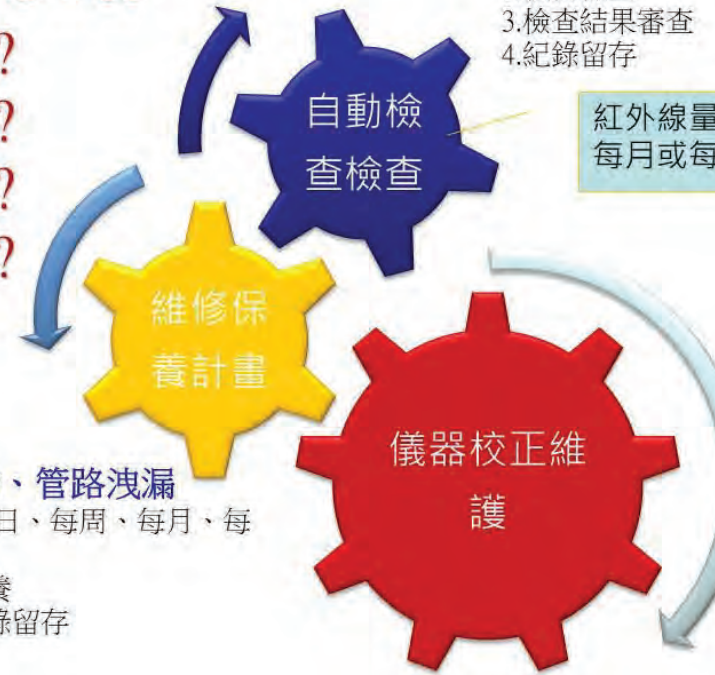 3.檢查結果審查
4.紀錄留存
?
?
?
?
自動檢
查檢查
紅外線量
每月或每
維修保
養計畫
儀器校正維
護
、管路洩漏
日、每周、每月、每
養
錄留存